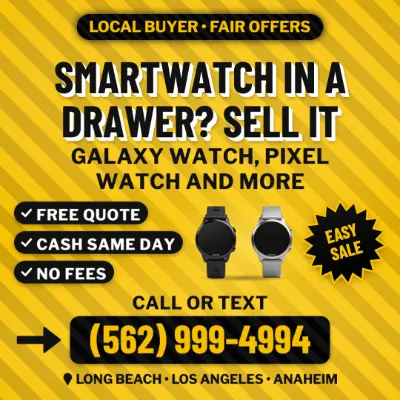 LOCAL BUYER • FAIR OFFERS
SMARTWATCH IN A
DRAWER? SELL IT
GALAXY WATCH, PIXEL
WATCH AND MORE
FREE QUOTE
CASH SAME DAY
NO FEES
EASY
SALE
CALL OR TEXT
(562) 999-4994
LONG BEACH • LOS ANGELES • ANAHEIM